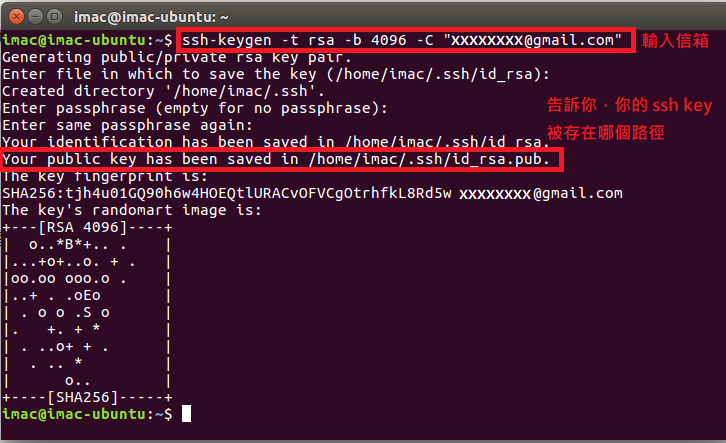 imac@imac-ubuntu: ~
imac@imac-ubuntu:~$ ssh-keygen -t rsa -b 4096 -C "XXXXXXXX@gmail.com" 輸入信箱
Generating public/private rsa key pair.
Enter file in which to save the key (/home/imac/.ssh/id_rsa):
Created directory '/home/imac/.ssh'.
Enter passphrase (empty for no passphrase):
Enter same passphrase again:
告訴你，你的 ssh key
被存在哪個路徑
Your identification has been saved in /home/imac/.ssh/id_rsa.
Your public key has been saved in /home/imac/.ssh/id_rsa.pub.
The key fingerprint is:
SHA256:tjh4u01GQ90h6w4HOEQtlURACvOFVCgOtrhfkL8Rd5w XXXXXXXX@gmail.com
The key's randomart image is:
+---[RSA 4096]----+
|  o..*B*+.. .    |
|...+o+..o. + .   |
|oo.oo ooo.o .    |
|..+ . .oEo       |
| . o o .S o      |
|.   +. + *       |
| . ..o+ + .      |
|  . .. *         |
|      o..        |
+----[SHA256]-----+
imac@imac-ubuntu:~$